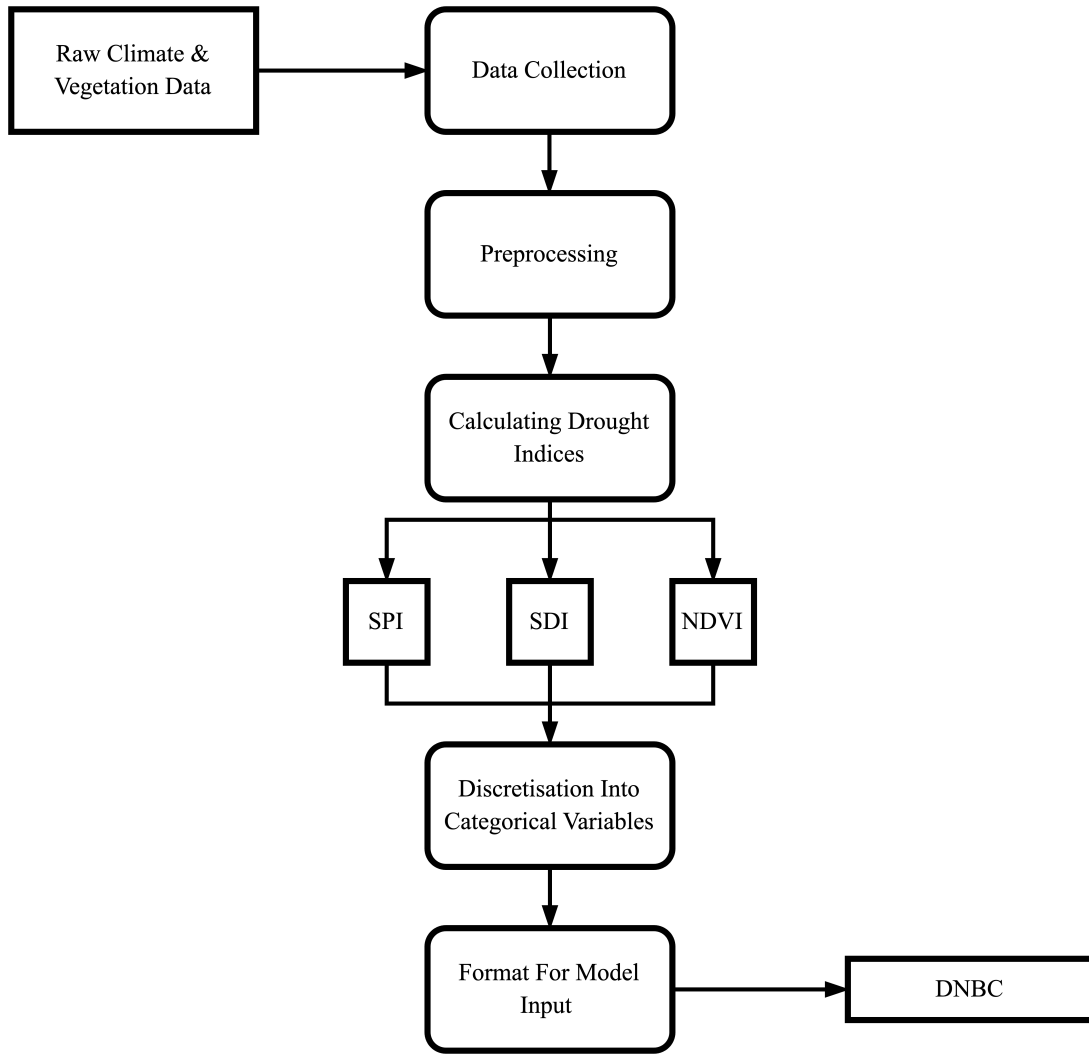 Raw Climate &
Vegetation Data
Data Collection
Preprocessing
Calculating Drought
Indices
SPI
SDI
NDVI
Discretisation Into
Categorical Variables
Format For Model
Input
DNBC